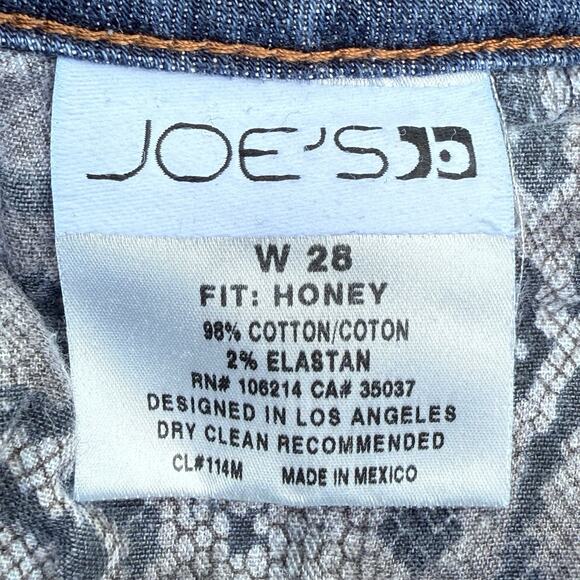 JOE'S
W 28
FIT: HONEY
98% COTTON/COTON
2% ELASTAN
RN# 106214 CA# 35037
DESIGNED IN LOS ANGELES
DRY CLEAN RECOMMENDED
CL#114M MADE IN MEXICO